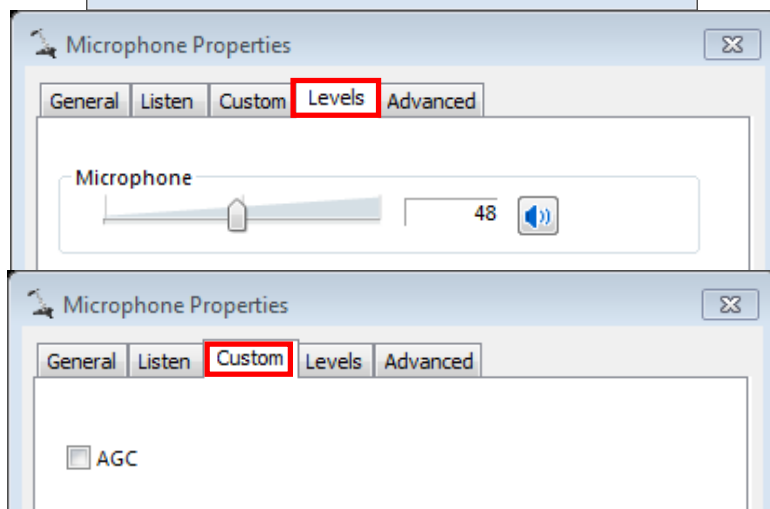 Microphone Properties
General Listen Custom Levels Advanced
Microphone
48
Microphone Properties
General Listen Custom Levels Advanced
AGC